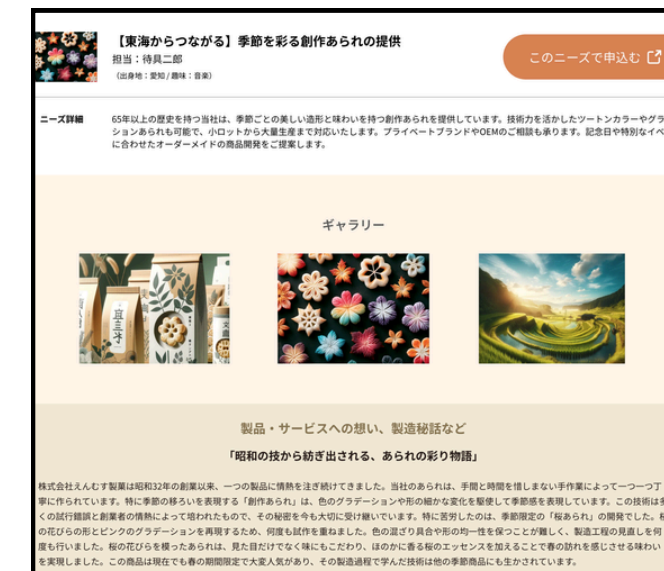 【東海からつながる】季節を彩る創作あられの提供
担当：待具二郎
（出身地：愛知 / 趣味：音楽）
このニーズで申込む
ニーズ詳細
65年以上の歴史を持つ当社は、季節ごとの美しい造形と味わいを持つ創作あられを提供しています。技術力を活かしたツートンカラーやグラ
ションあられも可能で、小ロットから大量生産まで対応いたします。プライベートブランドやOEMのご相談も承ります。記念日や特別なイベ
に合わせたオーダーメイドの商品開発をご提案します。
ギャラリー
製品・サービスへの想い、製造秘話など
「昭和の技から紡ぎ出される、あられの彩り物語」
株式会社えんむす製菓は昭和32年の創業以来、一つの製品に情熱を注ぎ続けてきました。当社のあられは、手間と時間を惜しまない手作業によって一つ一つ丁
寧に作られています。特に季節の移ろいを表現する「創作あられ」は、色のグラデーションや形の細かな変化を駆使して季節感を表現しています。この技術は多
くの試行錯誤と創業者の情熱によって培われたもので、その秘密を今も大切に受け継いでいます。特に苦労したのは、季節限定の「桜あられ」の開発でした。桜
の花びらの形とピンクのグラデーションを再現するため、何度も試作を重ねました。色の混ざり具合や形の均一性を保つことが難しく、製造工程の見直しを何
度も行いました。桜の花びらを模ったあられは、見た目だけでなく味にもこだわり、ほのかに香る桜のエッセンスを加えることで春の訪れを感じさせる味わい
を実現しました。この商品は現在でも春の期間限定で大変人気があり、その製造過程で学んだ技術は他の季節商品にも生かされています。